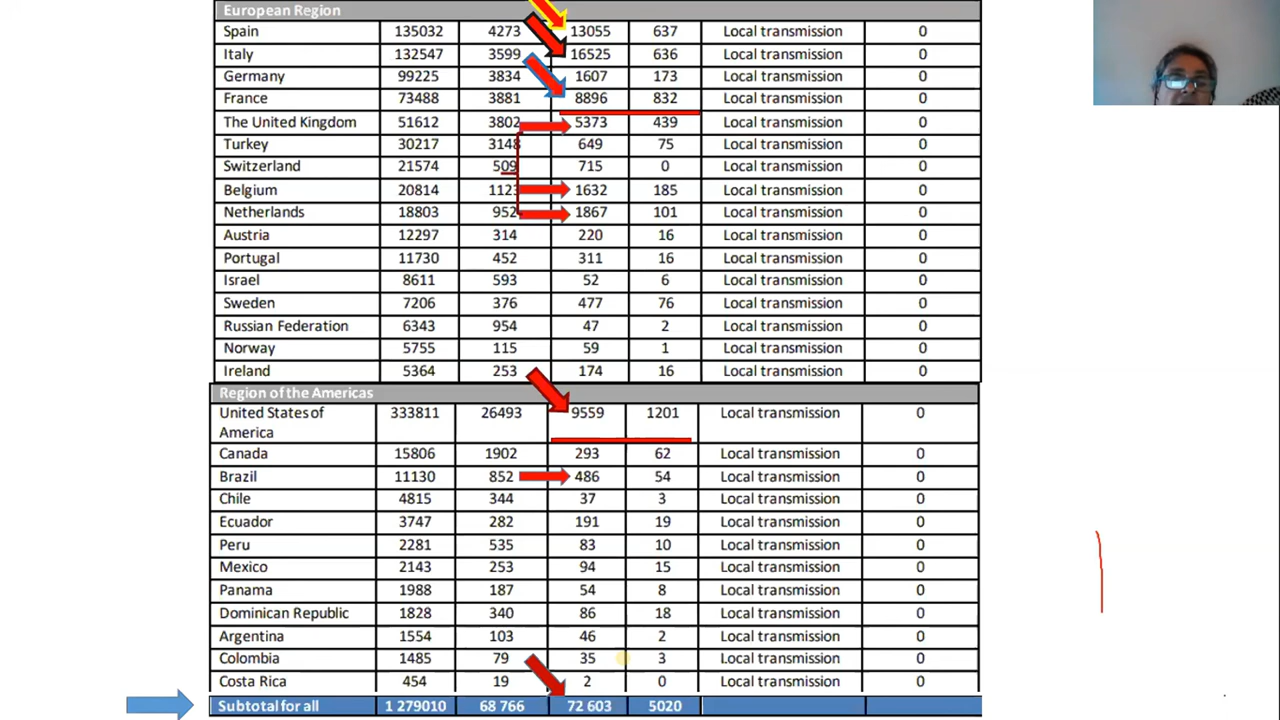 European Region
Spain 135032 4273 13055 637 Local transmission 0
Italy 132547 3599 16525 636 Local transmission 0
Germany 99225 3834 1607 173 Local transmission 0
France 73488 3881 8896 832 Local transmission 0
The United Kingdom 51612 3802 5373 439 Local transmission 0
Turkey 30217 3148 649 75 Local transmission 0
Switzerland 21574 509 715 0 Local transmission 0
Belgium 20814 1123 1632 185 Local transmission 0
Netherlands 18803 952 1867 101 Local transmission 0
Austria 12297 314 220 16 Local transmission 0
Portugal 11730 452 311 16 Local transmission 0
Israel 8611 593 52 6 Local transmission 0
Sweden 7206 376 477 76 Local transmission 0
Russian Federation 6343 954 47 2 Local transmission 0
Norway 5755 115 59 1 Local transmission 0
Ireland 5364 253 174 16 Local transmission 0
Region of the Americas
United States of 333811 26493 9559 1201 Local transmission 0
America
Canada 15806 1902 293 62 Local transmission 0
Brazil 11130 852 486 54 Local transmission 0
Chile 4815 344 37 3 Local transmission 0
Ecuador 3747 282 191 19 Local transmission 0
Peru 2281 535 83 10 Local transmission 0
Mexico 2143 253 94 15 Local transmission 0
Panama 1988 187 54 8 Local transmission 0
Dominican Republic 1828 340 86 18 Local transmission 0
Argentina 1554 103 46 2 Local transmission 0
Colombia 1485 79 35 3 Local transmission 0
Costa Rica 454 19 2 0 Local transmission 0
Subtotal for all 1 279010 68 766 72 603 5020